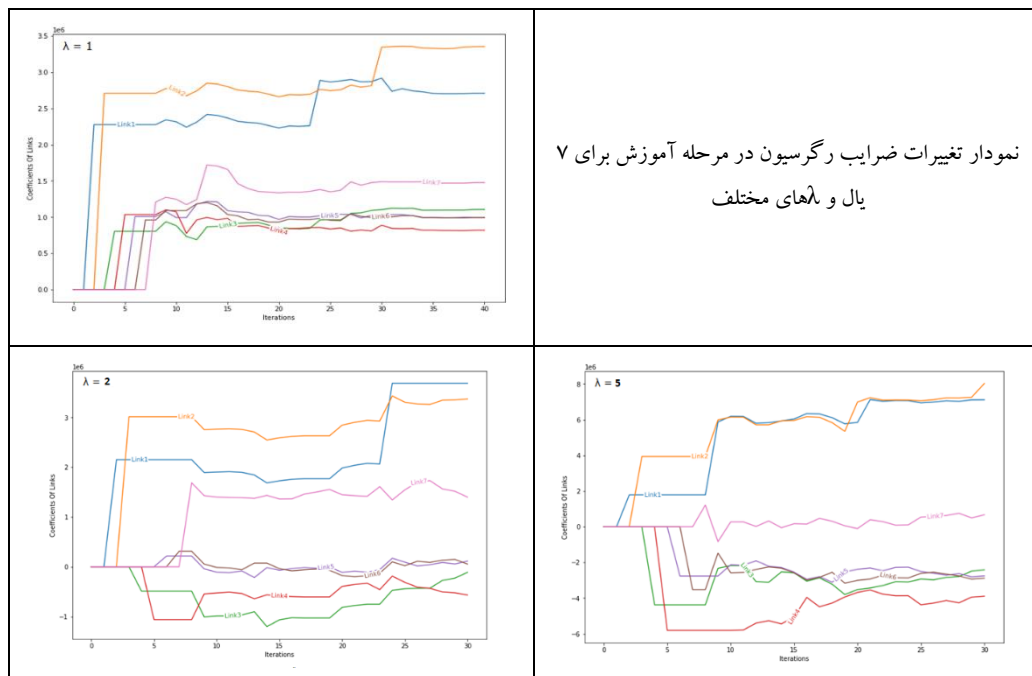 1e6
λ = 1
3.5
3.0
2.5
2.0
1.5
1.0
0.5
0.0
Coefficients Of Links
Link2
Link1
Link7
Link5
Link6
Link3
Link4
0 5 10 15 20 25 30 35 40
Iterations
نمودار تغییرات ضرایب رگرسیون در مرحله آموزش برای ۷
یال و λهای مختلف
1e6
λ = 2
3
2
1
0
−1
Coefficients Of Links
Link2
Link1
Link7
Link5
Link6
Link4
Link3
0 5 10 15 20 25 30
Iterations
1e6
λ = 5
8
6
4
2
0
−2
−4
−6
Coefficients Of Links
Link2
Link1
Link7
Link3
Link5
Link6
Link4
0 5 10 15 20 25 30
Iterations